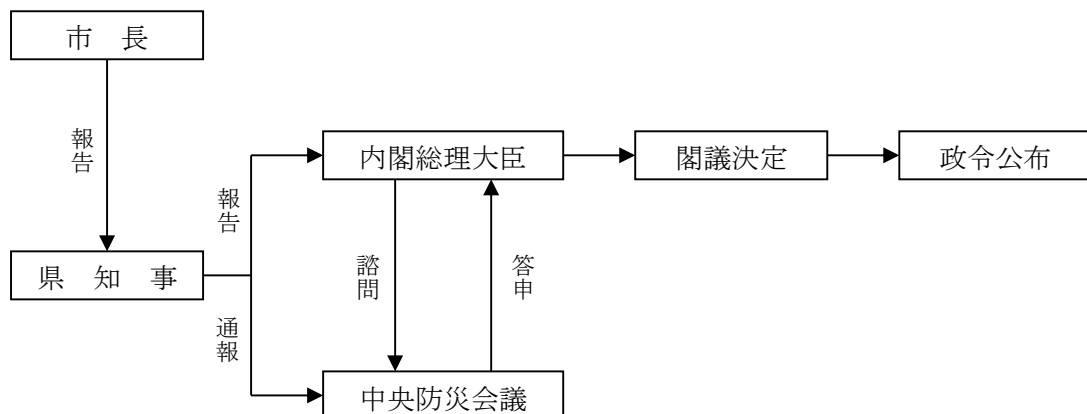 市　長
報告
内閣総理大臣
閣議決定
政令公布
報告
県　知　事
諮問
答申
通報
中央防災会議